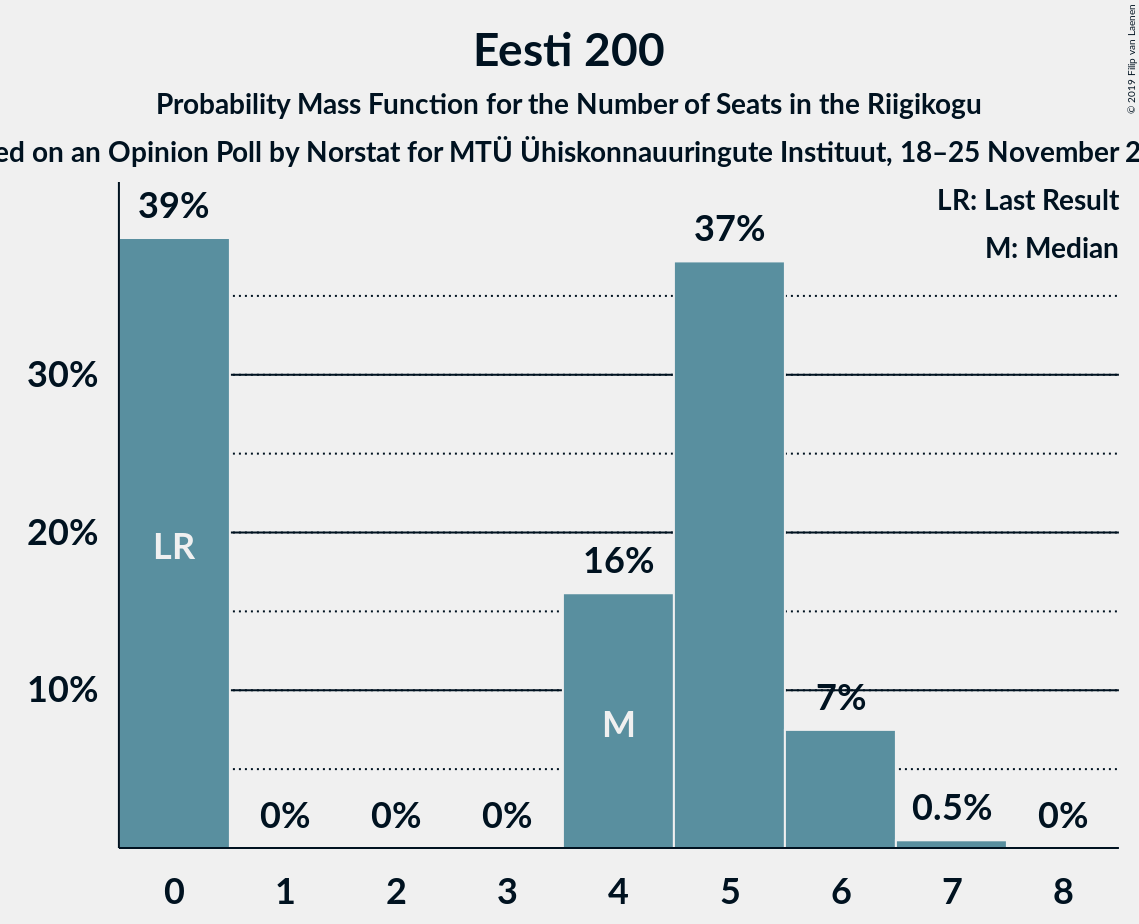 Eesti 200
Probability Mass Function for the Number of Seats in the Riigikogu
on an Opinion Poll by Norstat for MTÜ Ühiskonnauuringute Instituut, 18–25 November
© 2019 Filip van Laenen
LR: Last Result
M: Median
39%
37%
30%
20%
LR
16%
10%
M
7%
0%
0%
0%
0.5%
0%
0
1
2
3
4
5
6
7
8